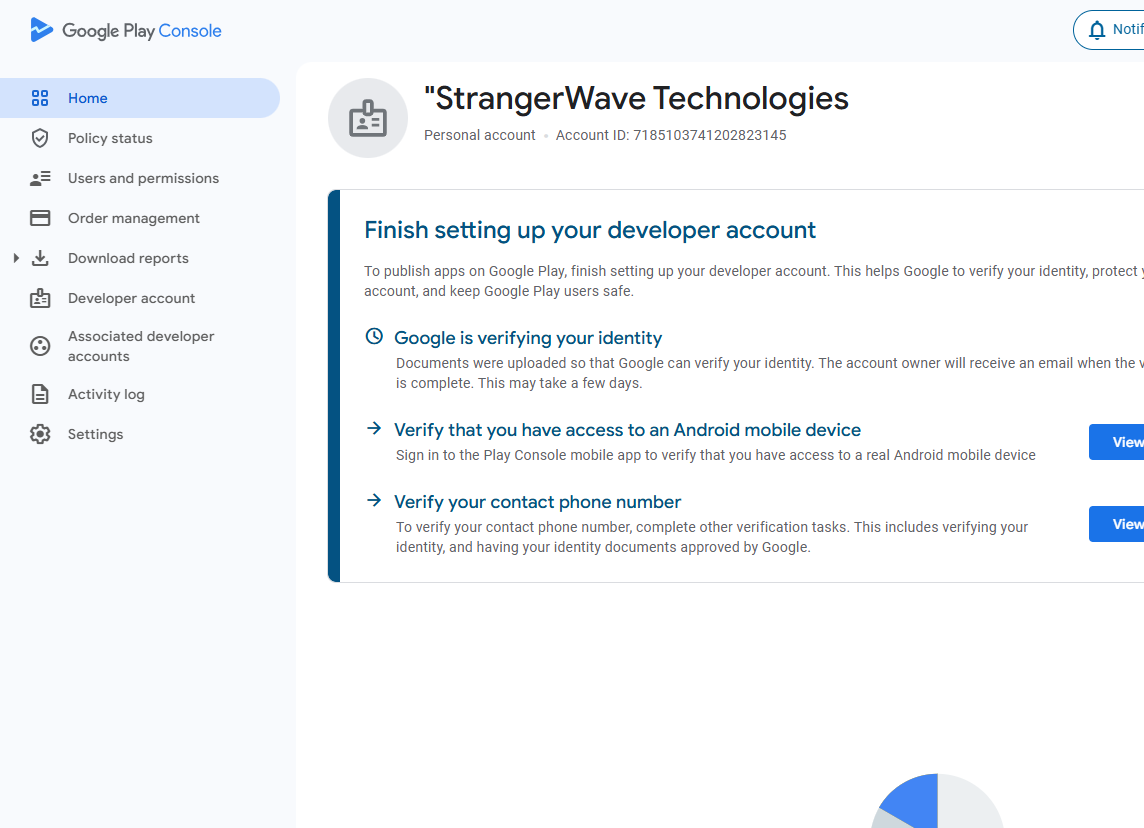 Google Play Console
Notif
Home
Policy status
Users and permissions
Order management
Download reports
Developer account
Associated developer
accounts
Activity log
Settings
"StrangerWave Technologies
Personal account • Account ID: 7185103741202823145
Finish setting up your developer account
To publish apps on Google Play, finish setting up your developer account. This helps Google to verify your identity, protect y
account, and keep Google Play users safe.
Google is verifying your identity
Documents were uploaded so that Google can verify your identity. The account owner will receive an email when the v
is complete. This may take a few days.
Verify that you have access to an Android mobile device
Sign in to the Play Console mobile app to verify that you have access to a real Android mobile device
View
Verify your contact phone number
To verify your contact phone number, complete other verification tasks. This includes verifying your
identity, and having your identity documents approved by Google.
View